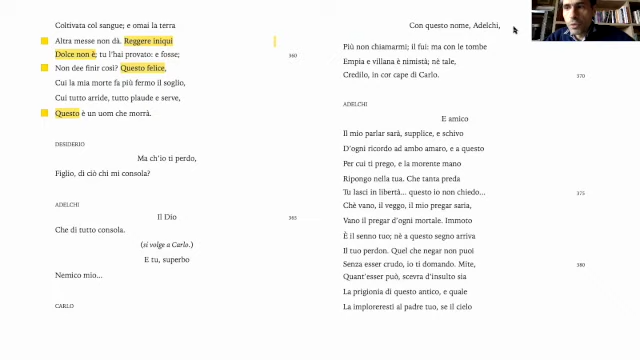 Coltivata col sangue; e omai la terra
Altra messe non dà. Reggere iniqui
Dolce non è; tu l'hai provato: e fosse;
360
Non dee finir così? Questo felice,
Cui la mia morte fa più fermo il soglio,
Cui tutto arride, tutto plaude e serve,
Questo è un uom che morrà.
DESIDERIO
Ma ch'io ti perdo,
Figlio, di ciò chi mi consola?
ADELCHI
Il Dio
365
Che di tutto consola.
(si volge a Carlo.)
E tu, superbo
Nemico mio...
CARLO
Con questo nome, Adelchi,
Più non chiamarmi; il fui: ma con le tombe
Empia e villana è nimistà; nè tale,
Credilo, in cor cape di Carlo.
370
ADELCHI
E amico
Il mio parlar sarà, supplice, e schivo
D'ogni ricordo ad ambo amaro, e a questo
Per cui ti prego, e la morente mano
Ripongo nella tua. Che tanta preda
Tu lasci in libertà... questo io non chiedo...
375
Chè vano, il veggo, il mio pregar saria,
Vano il pregar d'ogni mortale. Immoto
È il senno tuo; nè a questo segno arriva
Il tuo perdon. Quel che negar non puoi
Senza esser crudo, io ti domando. Mite,
380
Quant'esser può, scevra d'insulto sia
La prigionia di questo antico, e quale
La imploreresti al padre tuo, se il cielo